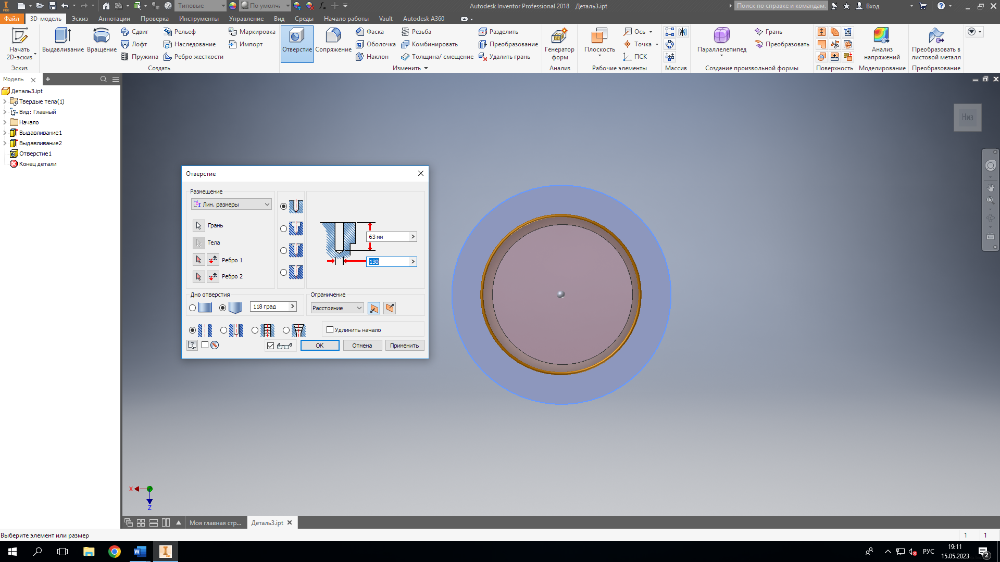 Типовые
По умолча
Autodesk Inventor Professional 2018   Деталь3.ipt
Поиск по справке и командам.
Вход
PRO
Файл
3D-модель
Эскиз
Аннотации
Проверка
Инструменты
Управление
Вид
Среды
Начало работы
Vault
Autodesk A360
Начать
2D-эскиз
Эскиз
Выдавливание
Вращение
Сдвиг
Лофт
Пружина
Рельеф
Наследование
Ребро жесткости
Маркировка
Импорт
Создать
Отверстие
Сопряжение
Фаска
Оболочка
Наклон
Резьба
Комбинировать
Толщина/ смещение
Разделить
Преобразование
Удалить грань
Изменить
Генератор
форм
Анализ
Плоскость
Ось
Точка
ПСК
Рабочие элементы
Массив
Параллелепипед
Грань
Преобразовать
Создание произвольной формы
Поверхность
Анализ
напряжений
Моделирование
Преобразовать в
листовой металл
Преобразование
Модель
Деталь3.ipt
Твердые тела(1)
Вид: Главный
Начало
Выдавливание1
Выдавливание2
Отверстие1
Конец детали
Низ
Отверстие
Размещение
Лин. размеры
Грань
Тела
Ребро 1
Ребро 2
63 мм
130
Дно отверстия
118 град
Ограничение
Расстояние
Удлинить начало
OK
Отмена
Применить
X
Z
Моя главная стр...
Деталь3.ipt
Выберите элемент или размер
1
1
РУС
19:11
15.05.2023
2